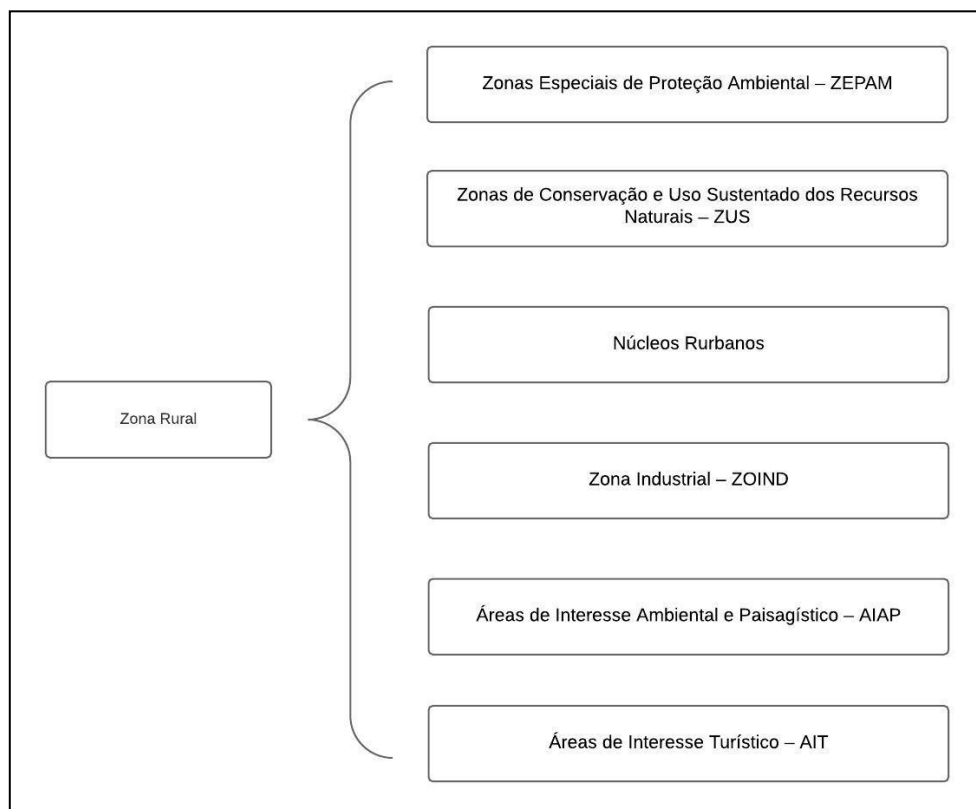 Zonas Especiais de Proteção Ambiental – ZEPAM
Zonas de Conservação e Uso Sustentado dos Recursos
Naturais – ZUS
Núcleos Rurbanos
Zona Rural
Zona Industrial – ZOIND
Áreas de Interesse Ambiental e Paisagístico – AIAP
Áreas de Interesse Turístico – AIT